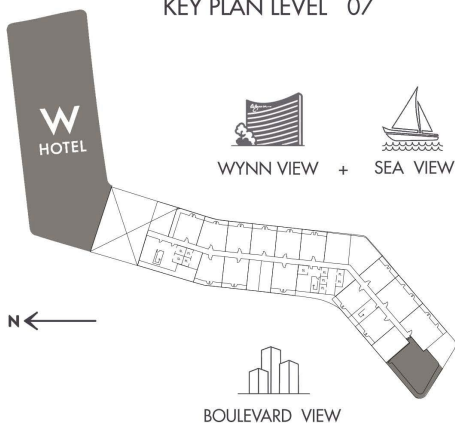 KEY PLAN LEVEL 07
W
HOTEL
WYNN VIEW + SEA VIEW
N
BOULEVARD VIEW